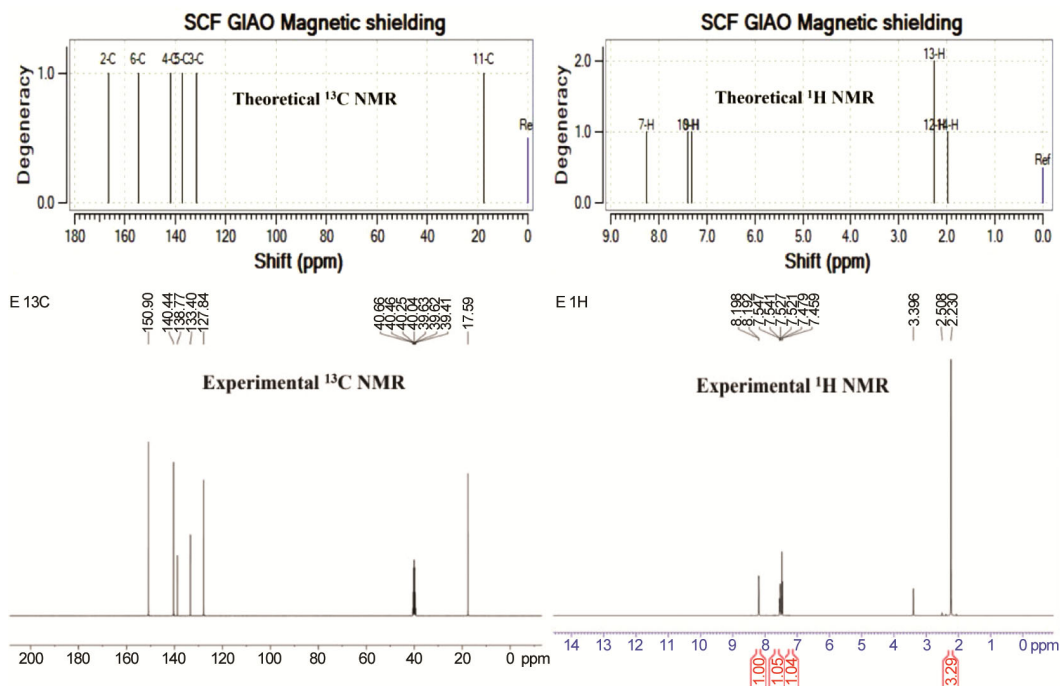 SCF GIAO Magnetic shielding
2-C 6-C 4-C 5-C 3-C 11-C
Theoretical ¹³C NMR
Re
Degeneracy
1.0
0.0
180 160 140 120 100 80 60 40 20 0
Shift (ppm)
SCF GIAO Magnetic shielding
13-H
Theoretical ¹H NMR
7-H
Ref
Degeneracy
2.0
1.0
0.0
9.0 8.0 7.0 6.0 5.0 4.0 3.0 2.0 1.0 0.0
Shift (ppm)
E 13C
150.90
140.44
138.77
133.40
127.84
40.66
40.46
40.25
40.04
39.63
39.62
39.41
17.59
Experimental ¹³C NMR
200 180 160 140 120 100 80 60 40 20 0 ppm
E 1H
8.198
8.192
7.547
7.541
7.527
7.521
7.479
7.459
3.396
2.508
2.230
Experimental ¹H NMR
14 13 12 11 10 9 8 7 6 5 4 3 2 1 0 ppm
1.00
1.05
1.04
3.29